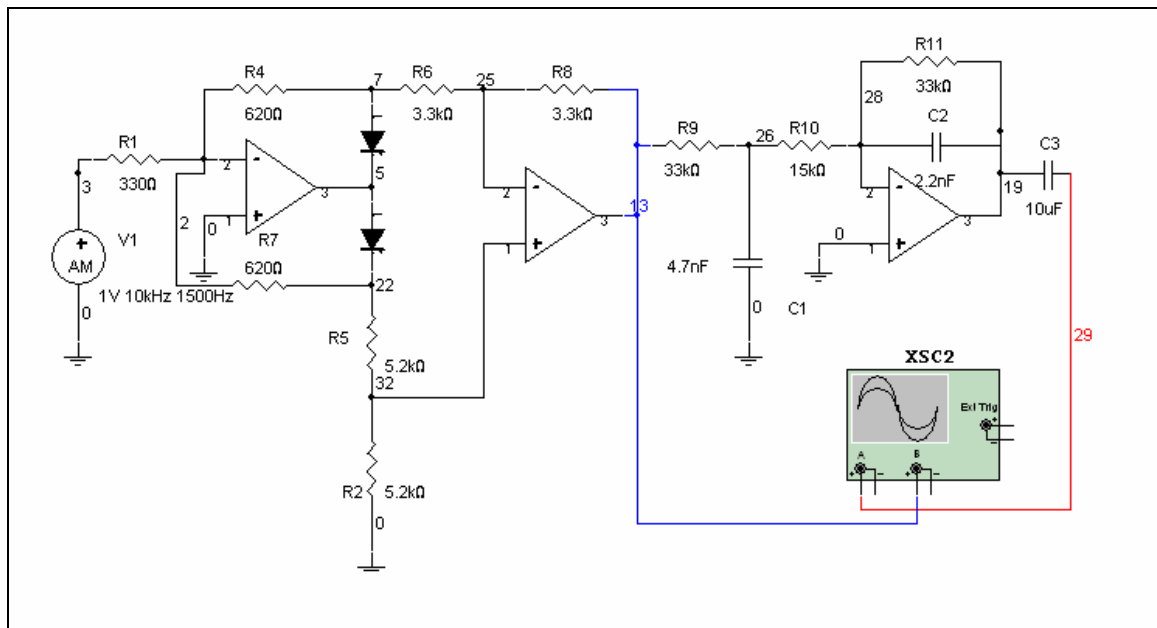 R11
33kΩ
R4
7
R6
25
R8
28
620Ω
3.3kΩ
3.3kΩ
C2
R1
R9
26
R10
C3
2
5
2
2.2nF
3
330Ω
33kΩ
15kΩ
2
19
2
3
13
3
10uF
1
0
R7
V1
1
3
0
1
AM
620Ω
4.7nF
22
1V 10kHz 1500Hz
0
C1
0
R5
29
5.2kΩ
XSC2
32
Ext Trig
A
B
R2
5.2kΩ
0